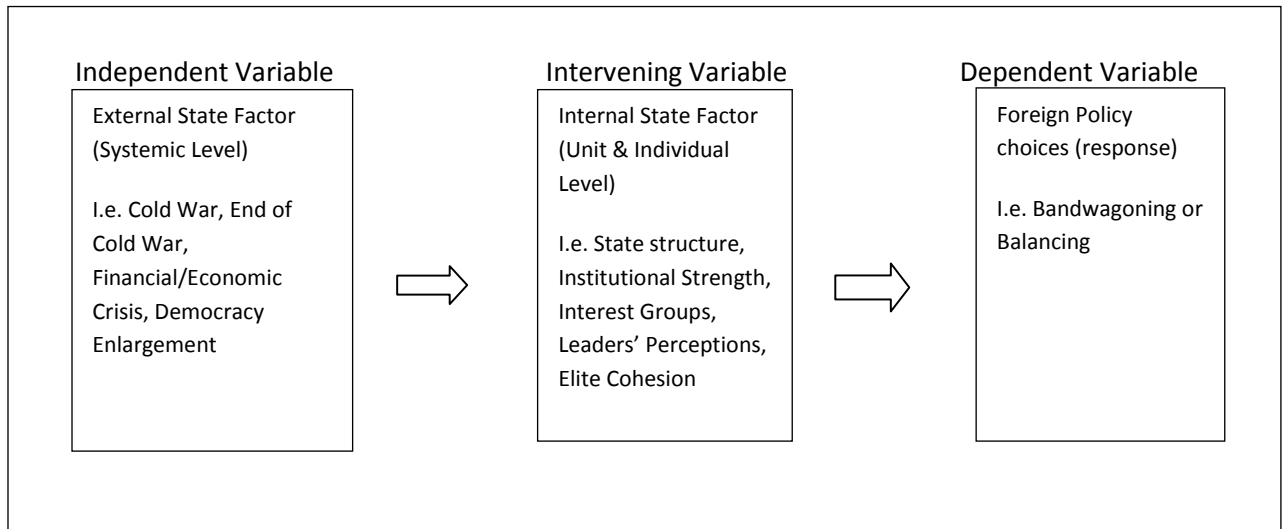 Independent Variable
External State Factor
(Systemic Level)
I.e. Cold War, End of
Cold War,
Financial/Economic
Crisis, Democracy
Enlargement
Intervening Variable
Internal State Factor
(Unit & Individual
Level)
I.e. State structure,
Institutional Strength,
Interest Groups,
Leaders’ Perceptions,
Elite Cohesion
Dependent Variable
Foreign Policy
choices (response)
I.e. Bandwagoning or
Balancing